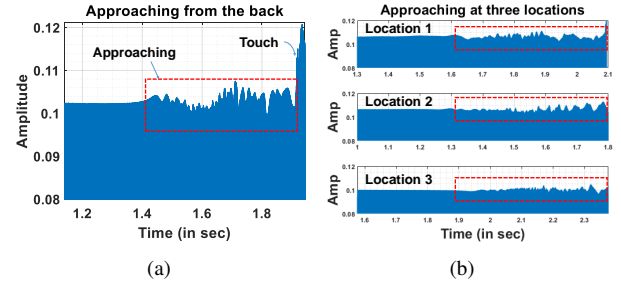 Approaching from the back
0.12
0.11
0.1
0.09
0.08
Amplitude
Approaching
Touch
1.2 1.4 1.6 1.8
Time (in sec)
(a)
Approaching at three locations
Location 1
0.12
0.1
0.08
Amp
1.3 1.4 1.5 1.6 1.7 1.8 1.9 2 2.1
Location 2
0.12
0.1
0.08
Amp
1 1.1 1.2 1.3 1.4 1.5 1.6 1.7 1.8
Location 3
0.12
0.1
0.08
Amp
1.6 1.7 1.8 1.9 2 2.1 2.2 2.3
Time (in sec)
(b)